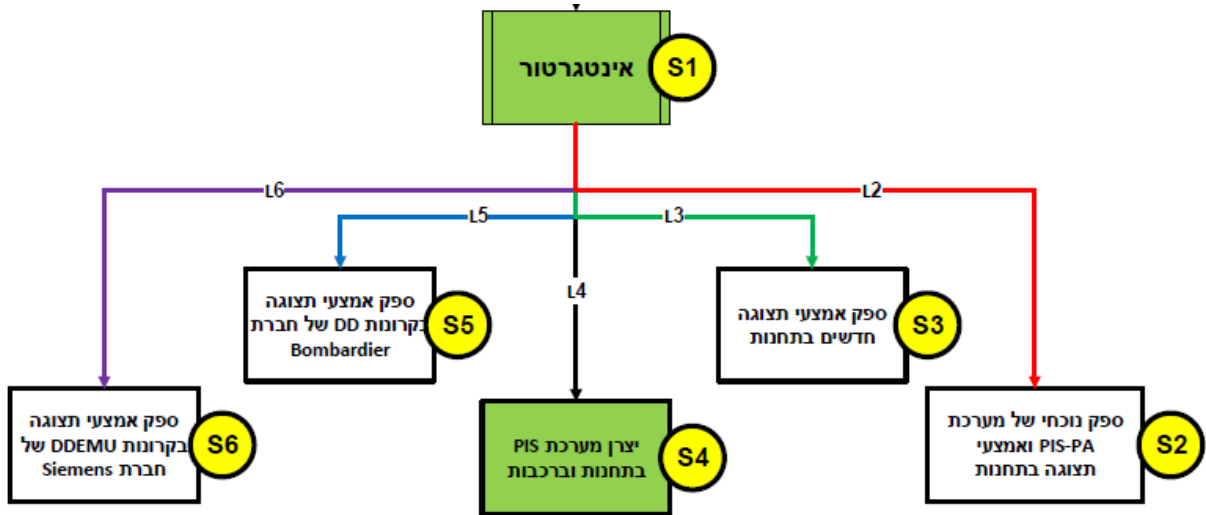 אינטגרטור
S1
L6
L2
L5
L3
L4
ספק אמצעי תצוגה
חדשים בתחנות
S3
ספק אמצעי תצוגה
בקרונות DD של חברת
Bombardier
S5
ספק נוכחי של מערכת
PIS-PA ואמצעי
תצוגה בתחנות
S2
יצרן מערכת PIS
בתחנות וברכבות
S4
ספק אמצעי תצוגה
בקרונות DDEMU של
חברת Siemens
S6